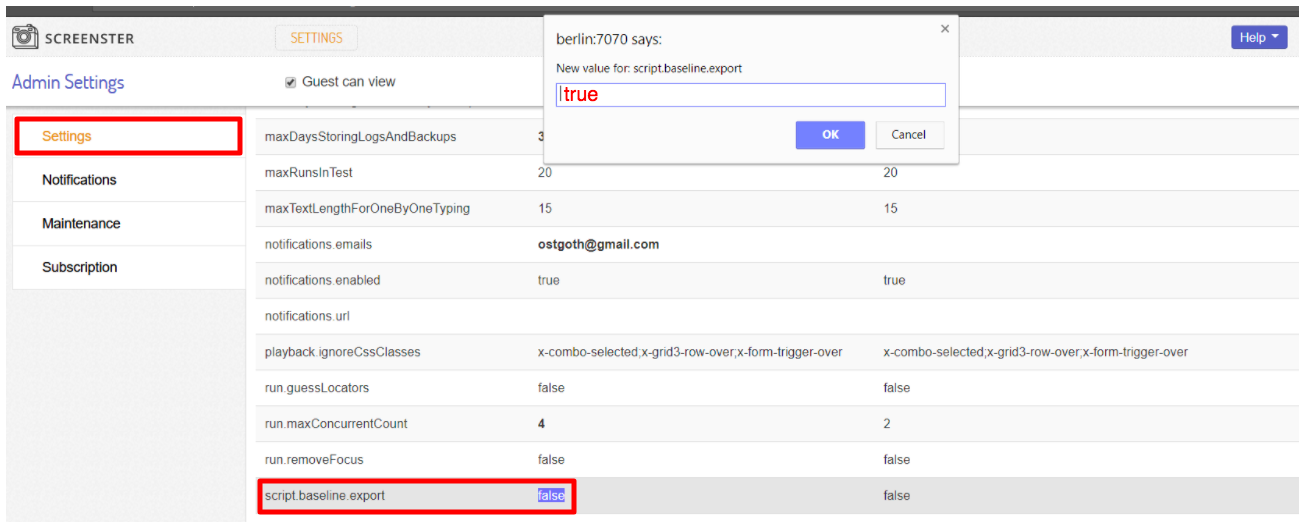 SCREENSTER
SETTINGS
Help
Admin Settings
Guest can view
berlin:7070 says:
New value for: script.baseline.export
true
OK
Cancel
Settings
Notifications
Maintenance
Subscription
maxDaysStoringLogsAndBackups 3
maxRunsInTest 20 20
maxTextLengthForOneByOneTyping 15 15
notifications.emails ostgoth@gmail.com
notifications.enabled true true
notifications.url
playback.ignoreCssClasses x-combo-selected;x-grid3-row-over;x-form-trigger-over x-combo-selected;x-grid3-row-over;x-form-trigger-over
run.guessLocators false false
run.maxConcurrentCount 4 2
run.removeFocus false false
script.baseline.export false false